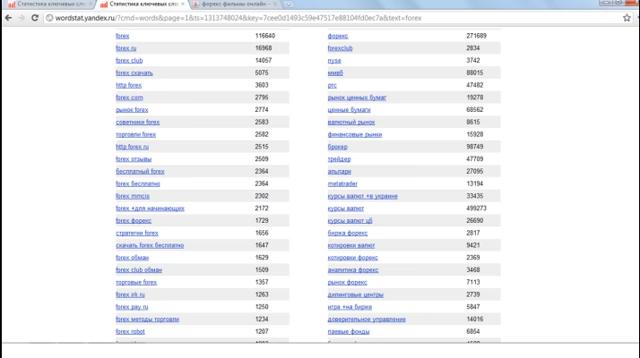 Статистика ключевых сло
Статистика ключевых сло
форекс фильмы онлайн
wordstat.yandex.ru/?cmd=words&page=1&ts=1313748024&key=7cee0d1493c59e47517e88104fd0ec7a&text=forex
forex 116640 форекс 271689
forex ru 16968 forexclub 2834
forex club 14057 nyse 3742
forex скачать 5075 ммвб 88015
http forex 3603 ртс 47482
forex com 2795 рынок ценных бумаг 19278
рынок forex 2774 ценные бумаги 68562
советники forex 2583 валютный рынок 8615
торговли forex 2582 финансовые рынки 15928
http forex ru 2515 брокер 98749
forex отзывы 2509 трейдер 47709
бесплатный forex 2364 альпари 27095
forex бесплатно 2364 metatrader 13194
forex mmcis 2302 курсы валют +в украине 33435
forex +для начинающих 2172 курсы валют 499273
forex форекс 1729 курсы валют цб 26690
стратегии forex 1656 биржа форекс 2817
скачать forex бесплатно 1647 котировки валют 9421
forex обман 1629 котировки форекс 2369
forex club обман 1509 аналитика форекс 3468
торговые forex 1357 рынок форекс 7113
forex irk ru 1263 дилинговые центры 2739
forex pay ru 1250 игра +на бирже 5847
forex методы торговли 1234 доверительное управление 14016
forex robot 1207 паевые фонды 6854